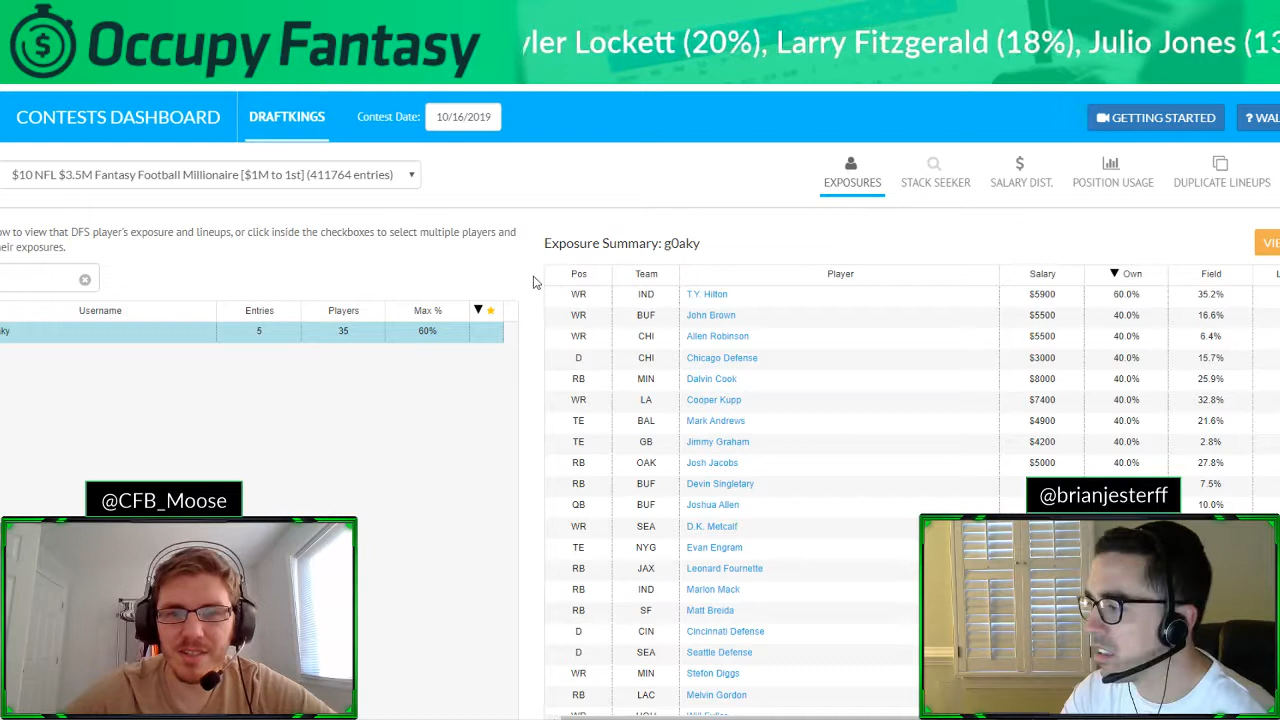 Occupy Fantasy
yler Lockett (20%), Larry Fitzgerald (18%), Julio Jones (13
CONTESTS DASHBOARD
DRAFTKINGS
Contest Date:
10/16/2019
GETTING STARTED
? WAL
$10 NFL $3.5M Fantasy Football Millionaire [$1M to 1st] (411764 entries)
EXPOSURES
STACK SEEKER
SALARY DIST.
POSITION USAGE
DUPLICATE LINEUPS
ow to view that DFS player's exposure and lineups, or click inside the checkboxes to select multiple players and
heir exposures.
Exposure Summary: g0aky
VIE
Username Entries Players Max %
ky 5 35 60%
Pos Team Player Salary Own Field
WR IND T.Y. Hilton $5900 60.0% 35.2%
WR BUF John Brown $5500 40.0% 16.6%
WR CHI Allen Robinson $5500 40.0% 6.4%
D CHI Chicago Defense $3000 40.0% 15.7%
RB MIN Dalvin Cook $8000 40.0% 25.9%
WR LA Cooper Kupp $7400 40.0% 32.8%
TE BAL Mark Andrews $4900 40.0% 21.6%
TE GB Jimmy Graham $4200 40.0% 2.8%
RB OAK Josh Jacobs $5000 40.0% 27.8%
RB BUF Devin Singletary 7.5%
QB BUF Joshua Allen 10.0%
WR SEA D.K. Metcalf
TE NYG Evan Engram
RB JAX Leonard Fournette
RB IND Marlon Mack
RB SF Matt Breida
D CIN Cincinnati Defense
D SEA Seattle Defense
WR MIN Stefon Diggs
RB LAC Melvin Gordon
@CFB_Moose
@brianjesterff